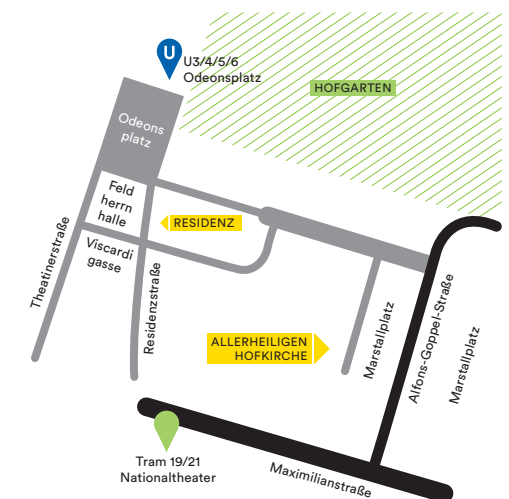 U
U3/4/5/6
Odeonsplatz
HOFGARTEN
Odeons
platz
Feld
herrn
halle
RESIDENZ
Theatinerstraße
Viscardi
gasse
Residenzstraße
ALLERHEILIGEN
HOFKIRCHE
Marstallplatz
Alfons-Goppel-Straße
Marstallplatz
Tram 19/21
Nationaltheater
Maximilianstraße